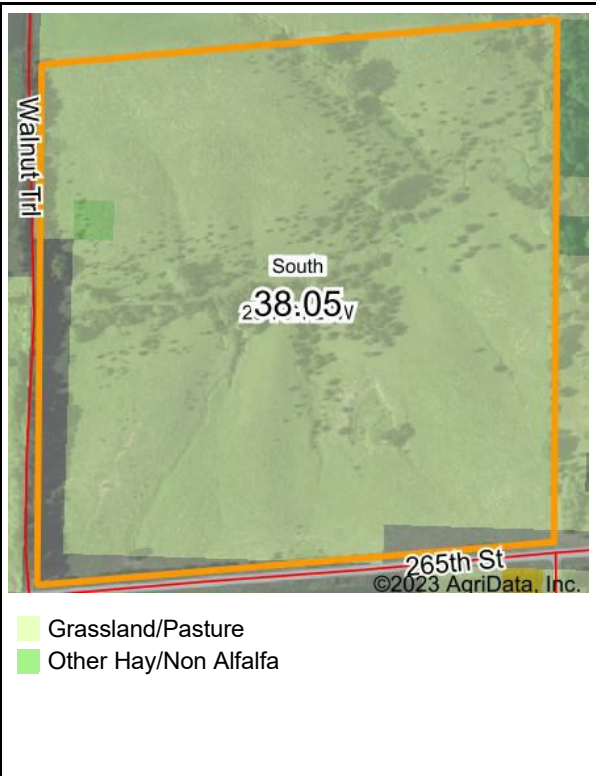 Walnut Trl
South
38.05
265th St
©2023 AgriData, Inc.
Grassland/Pasture
Other Hay/Non Alfalfa